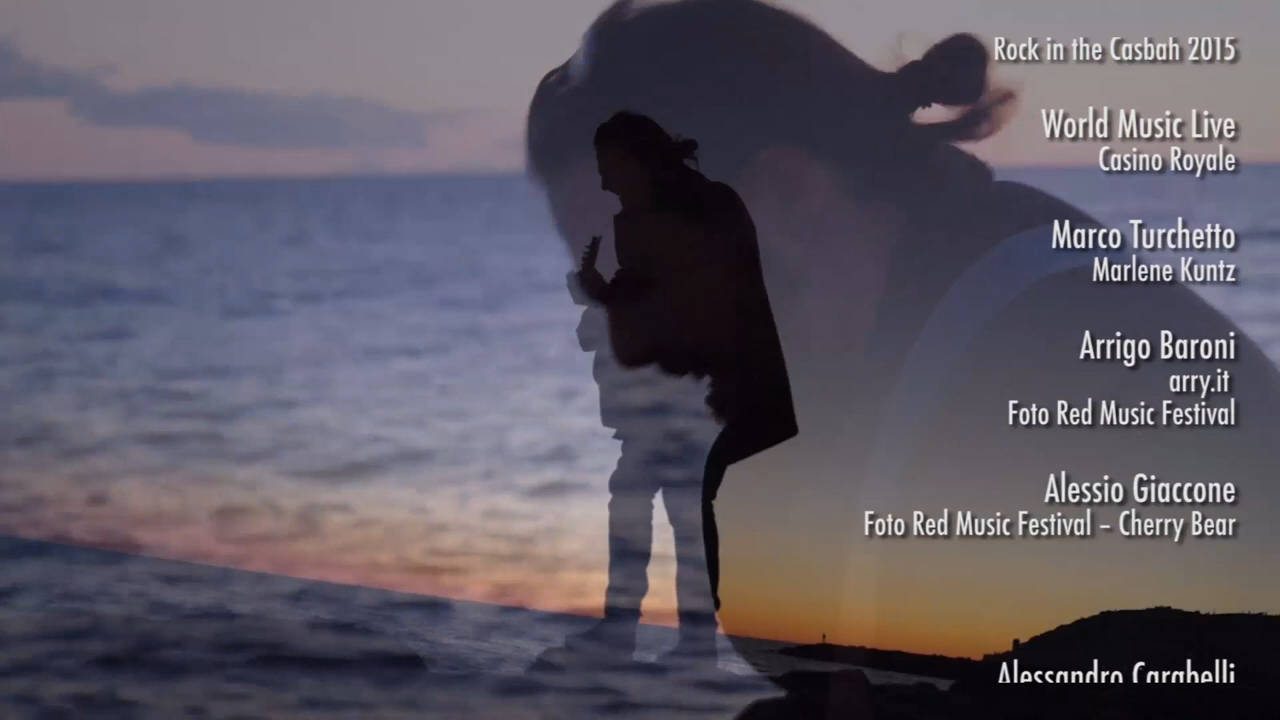 Rock in the Casbah 2015
World Music Live
Casino Royale
Marco Turchetto
Marlene Kuntz
Arrigo Baroni
arry.it
Foto Red Music Festival
Alessio Giaccone
Foto Red Music Festival – Cherry Bear
Alessandro Carabelli